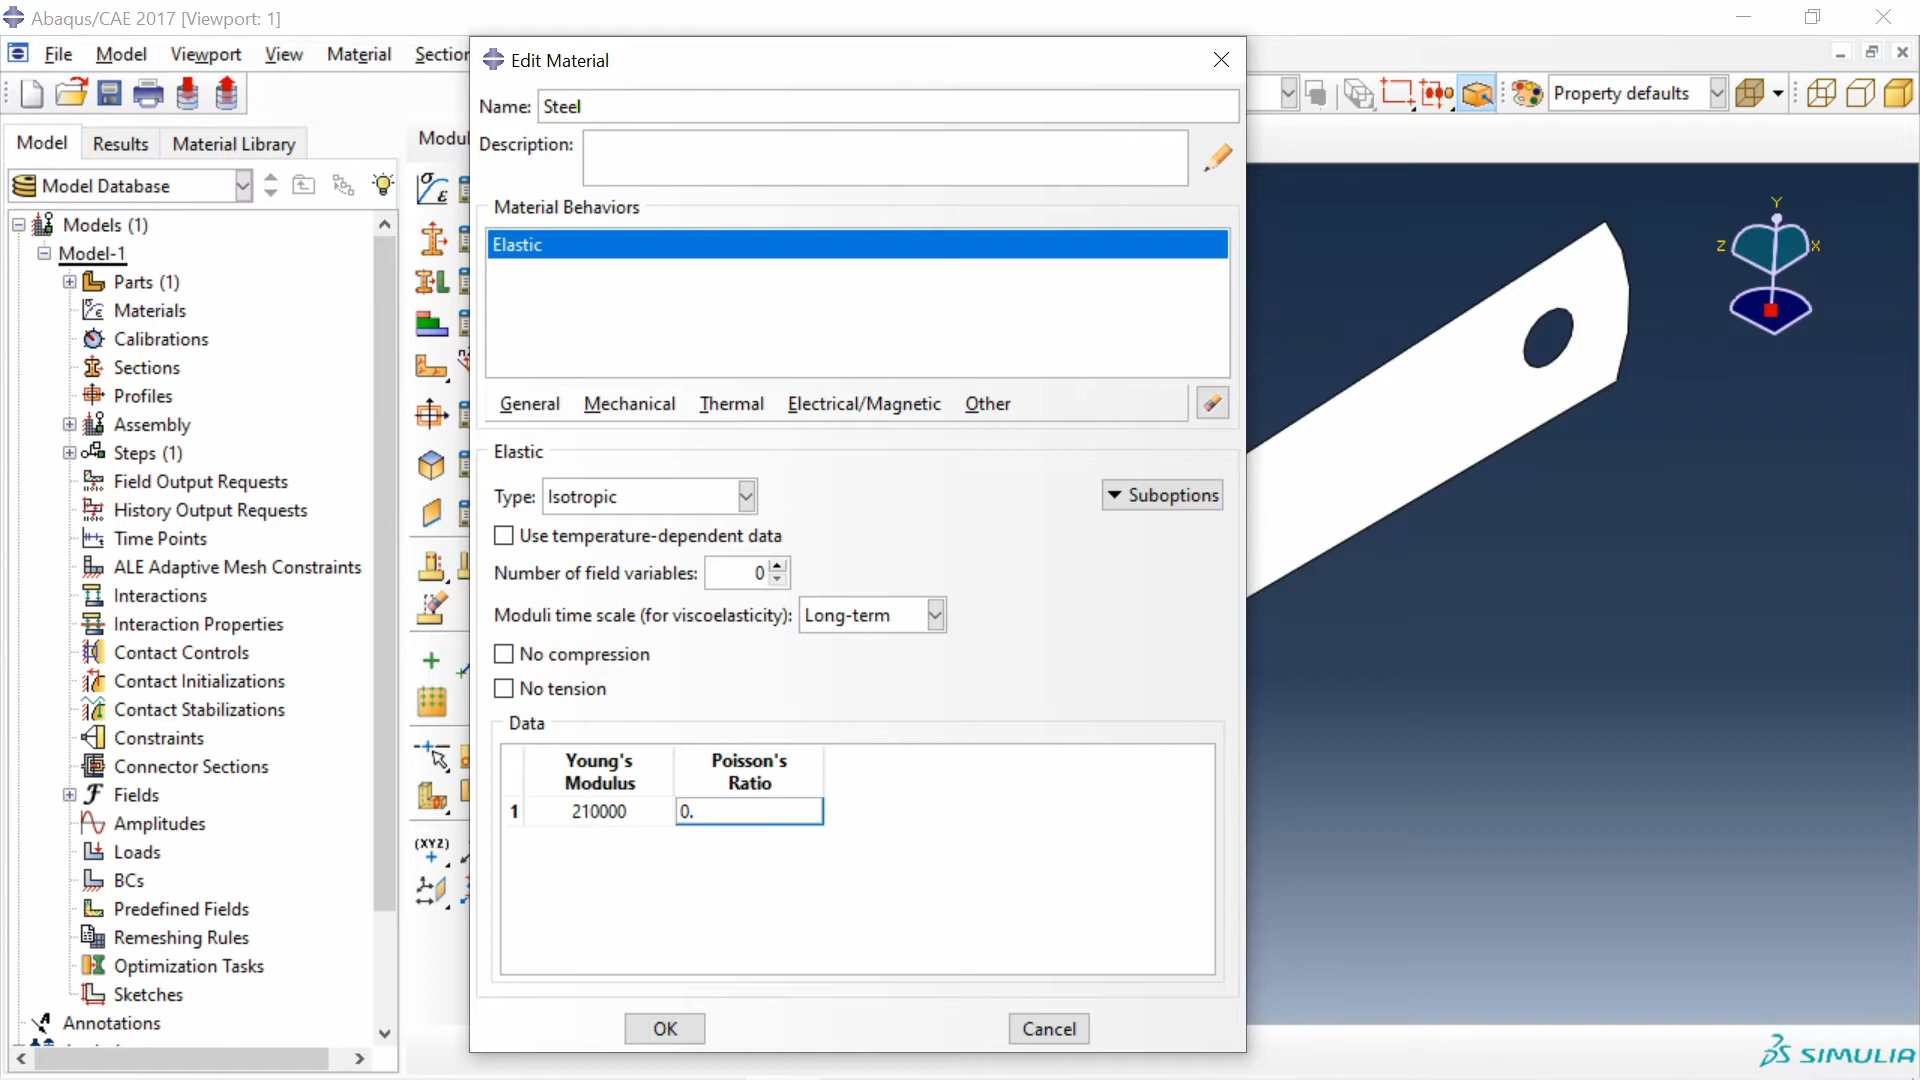 Abaqus/CAE 2017 [Viewport: 1]
File Model Viewport View Material Section
Edit Material
Name: Steel
Description:
Property defaults
Model Results Material Library
Model Database
Models (1)
Model-1
Parts (1)
Materials
Calibrations
Sections
Profiles
Assembly
Steps (1)
Field Output Requests
History Output Requests
Time Points
ALE Adaptive Mesh Constraints
Interactions
Interaction Properties
Contact Controls
Contact Initializations
Contact Stabilizations
Constraints
Connector Sections
Fields
Amplitudes
Loads
BCs
Predefined Fields
Remeshing Rules
Optimization Tasks
Sketches
Annotations
Modul
(XYZ)
Material Behaviors
Elastic
General Mechanical Thermal Electrical/Magnetic Other
Elastic
Type: Isotropic
Suboptions
Use temperature-dependent data
Number of field variables: 0
Moduli time scale (for viscoelasticity): Long-term
No compression
No tension
Data
Young's Modulus
Poisson's Ratio
1 210000 0.
OK Cancel
Y
Z X
SIMULIA